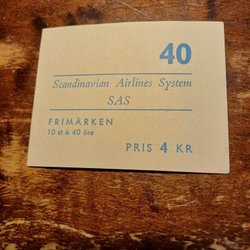 40
Scandinavian Airlines System
SAS
FRIMÄRKEN
10 st à 40 öre
PRIS 4 KR